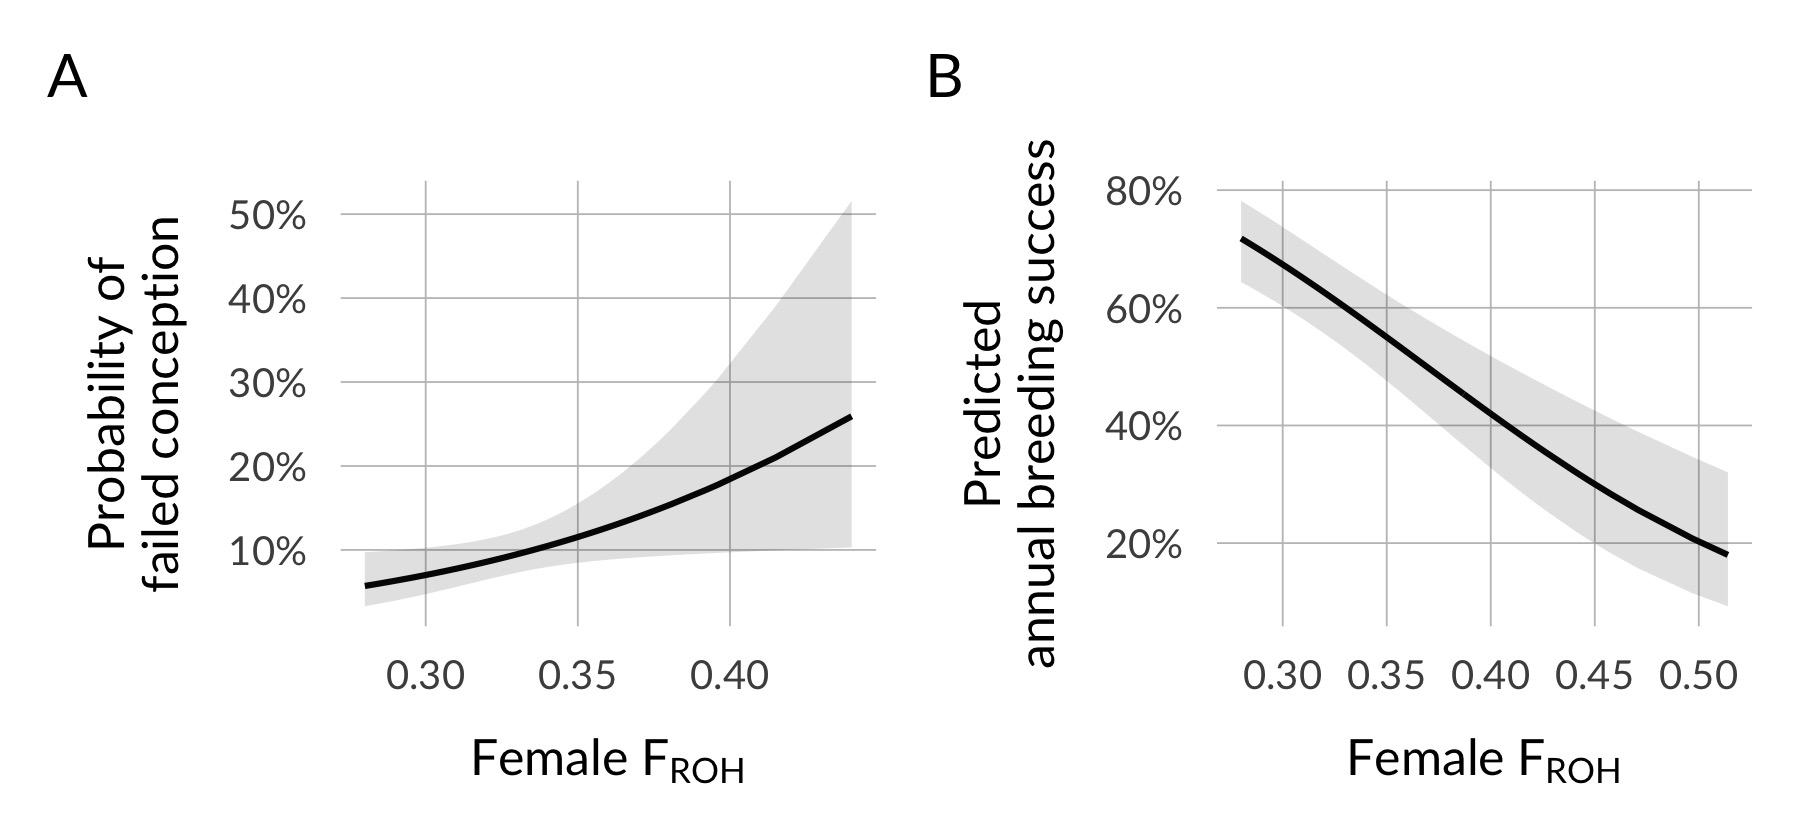 A
Probability of
failed conception
50%
40%
30%
20%
10%
0.30 0.35 0.40
Female FROH
B
Predicted
annual breeding success
80%
60%
40%
20%
0.30 0.35 0.40 0.45 0.50
Female FROH